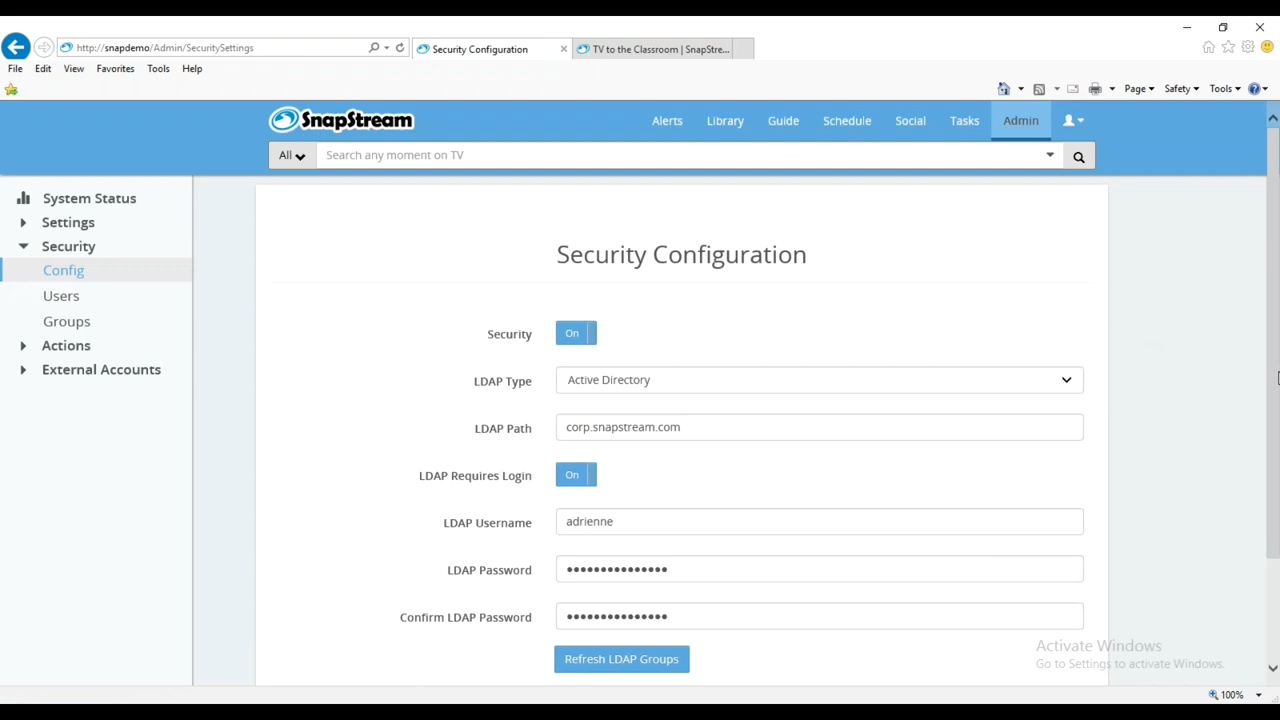 http://snapdemo/Admin/SecuritySettings
Security Configuration
TV to the Classroom | SnapStre...
File Edit View Favorites Tools Help
Page Safety Tools
SnapStream
Alerts Library Guide Schedule Social Tasks Admin
All Search any moment on TV
System Status
Settings
Security
Config
Users
Groups
Actions
External Accounts
Security Configuration
Security On
LDAP Type Active Directory
LDAP Path corp.snapstream.com
LDAP Requires Login On
LDAP Username adrienne
LDAP Password •••••••••••••••
Confirm LDAP Password •••••••••••••••
Refresh LDAP Groups
Activate Windows
Go to Settings to activate Windows.
100%